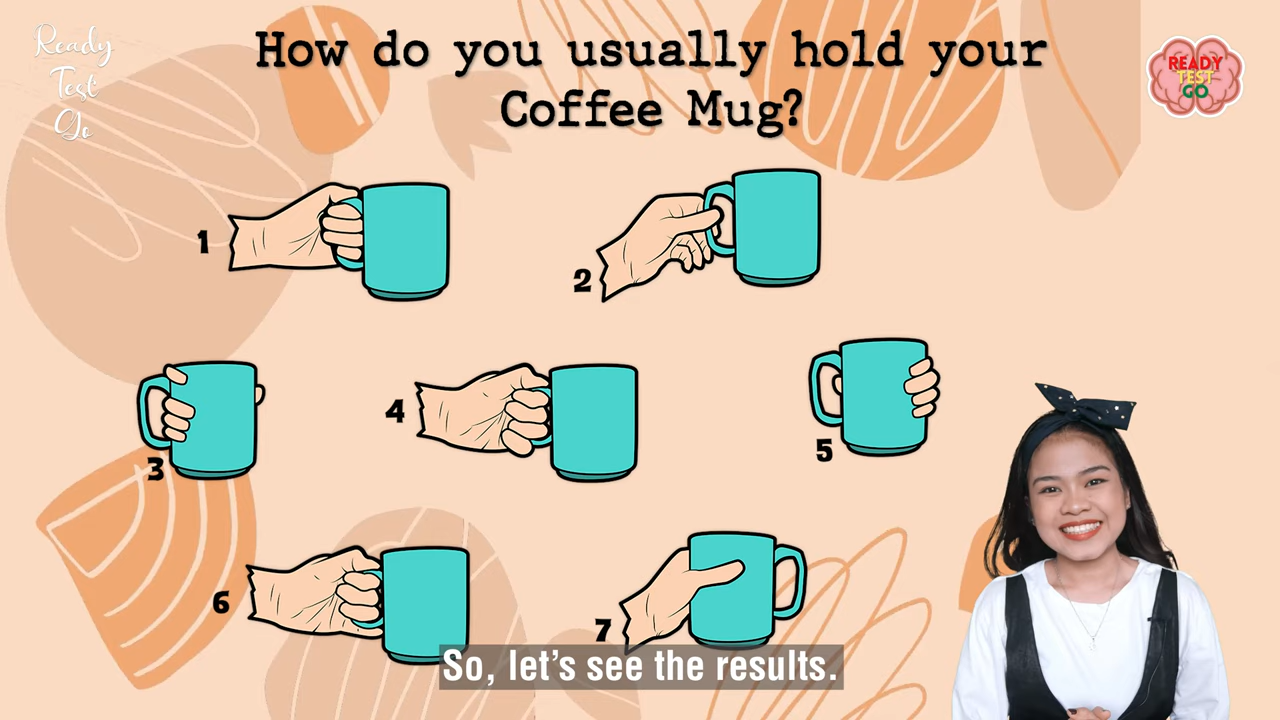 Ready
Test
Go
How do you usually hold your
Coffee Mug?
READY
TEST
GO
1
2
3
4
5
6
7
So, let's see the results.